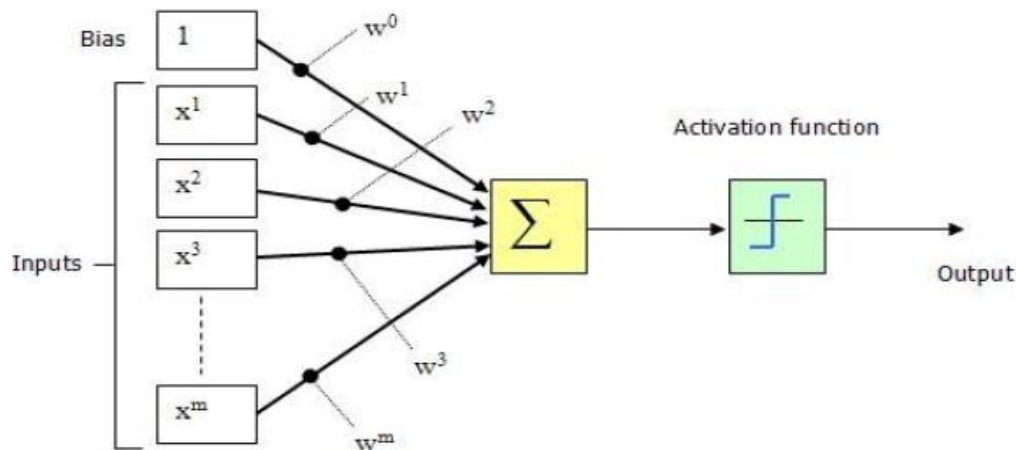 Bias
1
w⁰
x¹
w¹
w²
Activation function
x²
∑
Inputs
x³
Output
w³
xᵐ
wᵐ